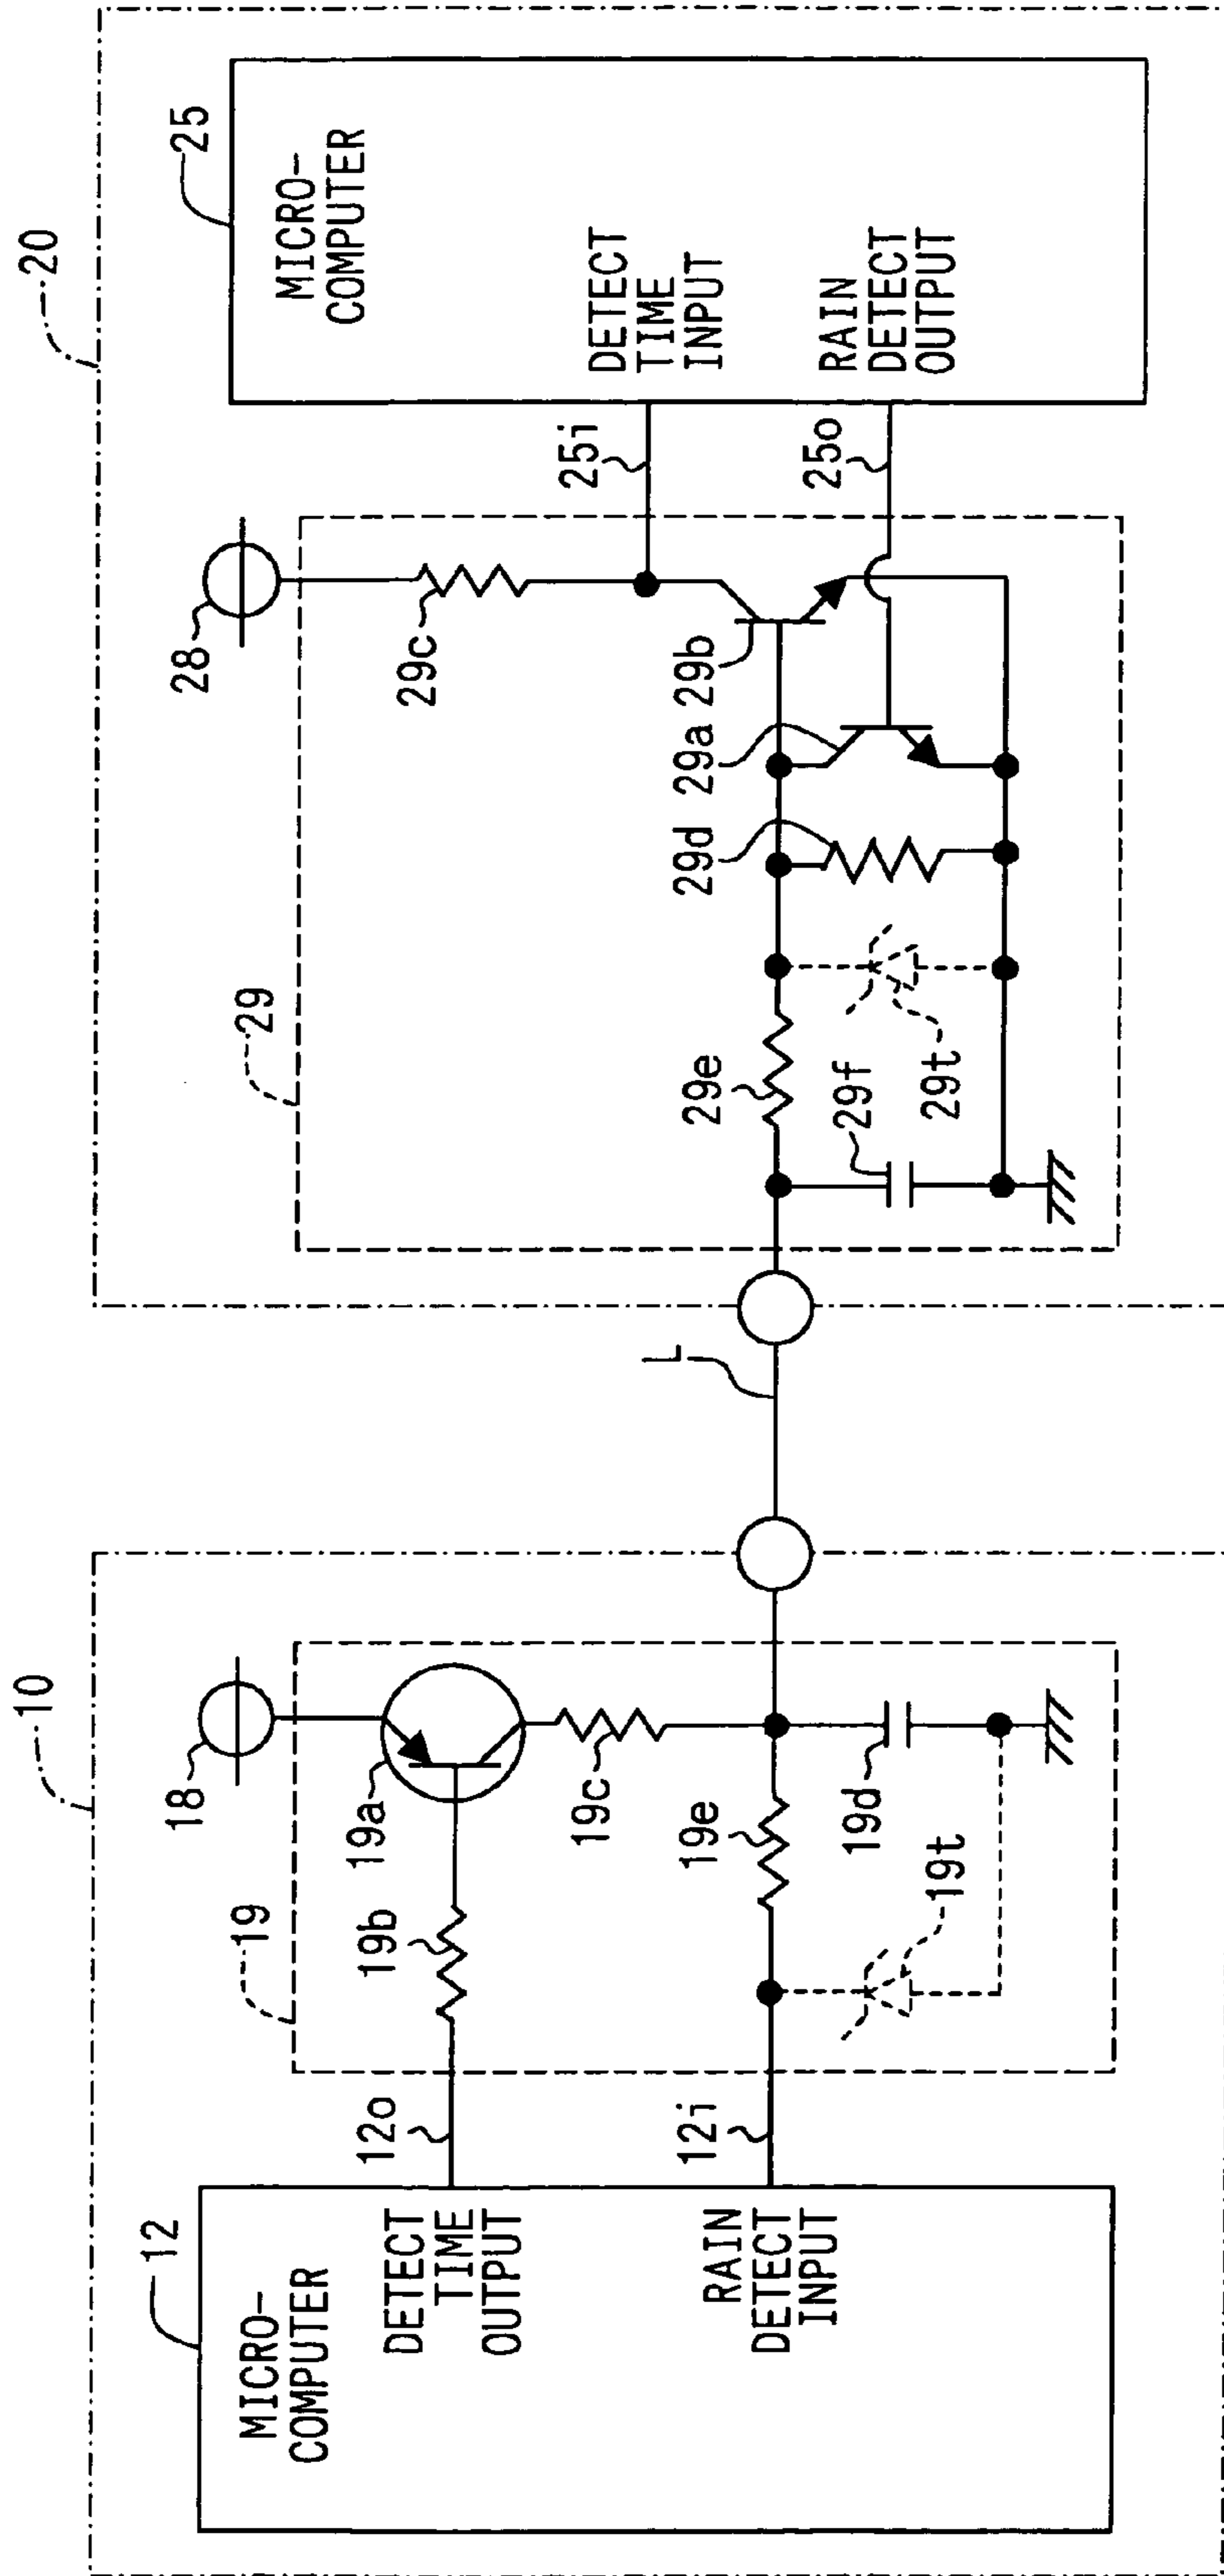 10
12
MICRO-
COMPUTER
DETECT
TIME
OUTPUT
RAIN
DETECT
INPUT
12o
12i
19
18
19a
19b
19c
19e
19d
19t
L
20
29
28
29c
29e
29f
29t
29d
29a
29b
25i
25o
25
MICRO-
COMPUTER
DETECT
TIME
INPUT
RAIN
DETECT
OUTPUT